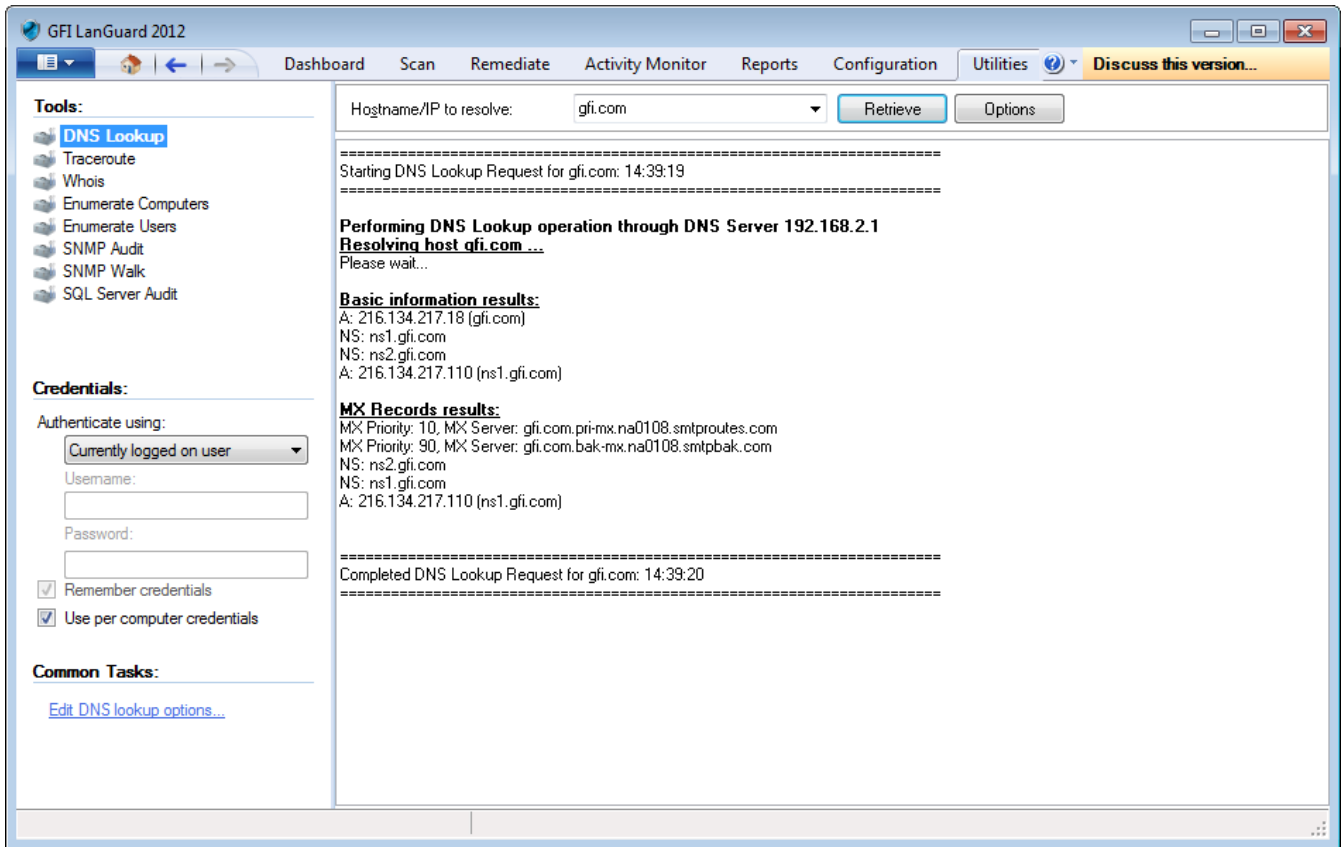 GFI LanGuard 2012
Dashboard Scan Remediate Activity Monitor Reports Configuration Utilities Discuss this version...
Tools:
DNS Lookup
Traceroute
Whois
Enumerate Computers
Enumerate Users
SNMP Audit
SNMP Walk
SQL Server Audit
Credentials:
Authenticate using:
Currently logged on user
Username:
Password:
Remember credentials
Use per computer credentials
Common Tasks:
Edit DNS lookup options...
Hostname/IP to resolve: gfi.com Retrieve Options
========================================================================
Starting DNS Lookup Request for gfi.com: 14:39:19
========================================================================
Performing DNS Lookup operation through DNS Server 192.168.2.1
Resolving host gfi.com ...
Please wait...
Basic information results:
A: 216.134.217.18 (gfi.com)
NS: ns1.gfi.com
NS: ns2.gfi.com
A: 216.134.217.110 (ns1.gfi.com)
MX Records results:
MX Priority: 10, MX Server: gfi.com.pri-mx.na0108.smtproutes.com
MX Priority: 90, MX Server: gfi.com.bak-mx.na0108.smtpbak.com
NS: ns2.gfi.com
NS: ns1.gfi.com
A: 216.134.217.110 (ns1.gfi.com)
========================================================================
Completed DNS Lookup Request for gfi.com: 14:39:20
========================================================================